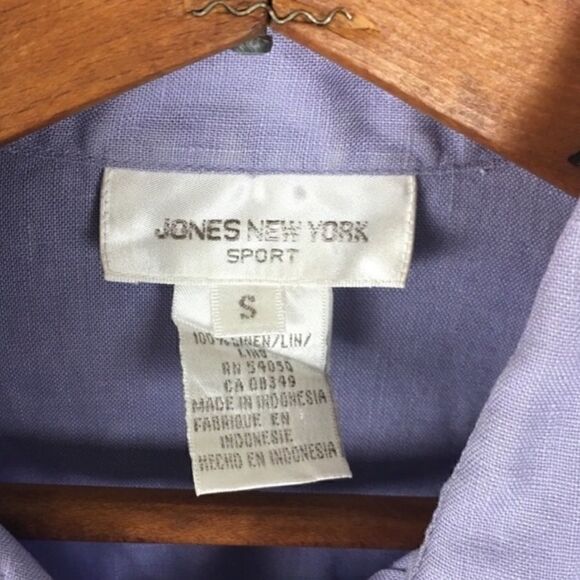 JONES NEW YORK
SPORT
S
100% LINEN/LIN/
LINO
RN 54050
CA 00349
MADE IN INDONESIA
FABRIQUE EN
INDONESIE
HECHO EN INDONESIA